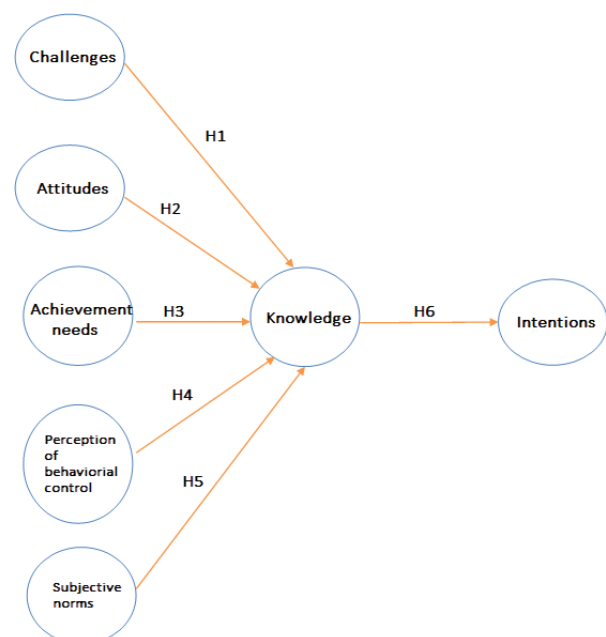 Challenges
H1
Attitudes
H2
Achievement
needs
H3
Knowledge
H6
Intentions
H4
Perception
of
behaviorial
control
H5
Subjective
norms